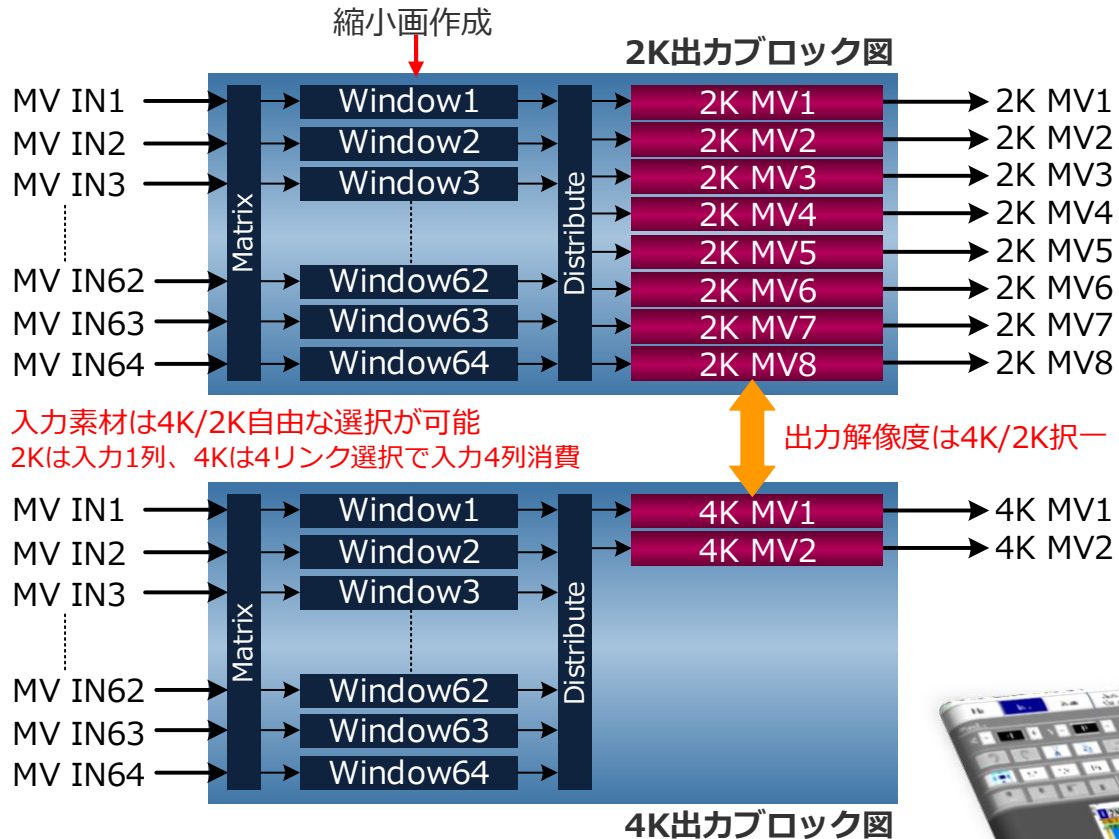 縮小画作成
2K出力ブロック図
MV IN1
MV IN2
MV IN3
MV IN62
MV IN63
MV IN64
Matrix
Window1
Window2
Window3
Window62
Window63
Window64
Distribute
2K MV1
2K MV2
2K MV3
2K MV4
2K MV5
2K MV6
2K MV7
2K MV8
2K MV1
2K MV2
2K MV3
2K MV4
2K MV5
2K MV6
2K MV7
2K MV8
入力素材は4K/2K自由な選択が可能
2Kは入力1列、4Kは4リンク選択で入力4列消費
出力解像度は4K/2K択一
MV IN1
MV IN2
MV IN3
MV IN62
MV IN63
MV IN64
Matrix
Window1
Window2
Window3
Window62
Window63
Window64
Distribute
4K MV1
4K MV2
4K MV1
4K MV2
4K出力ブロック図